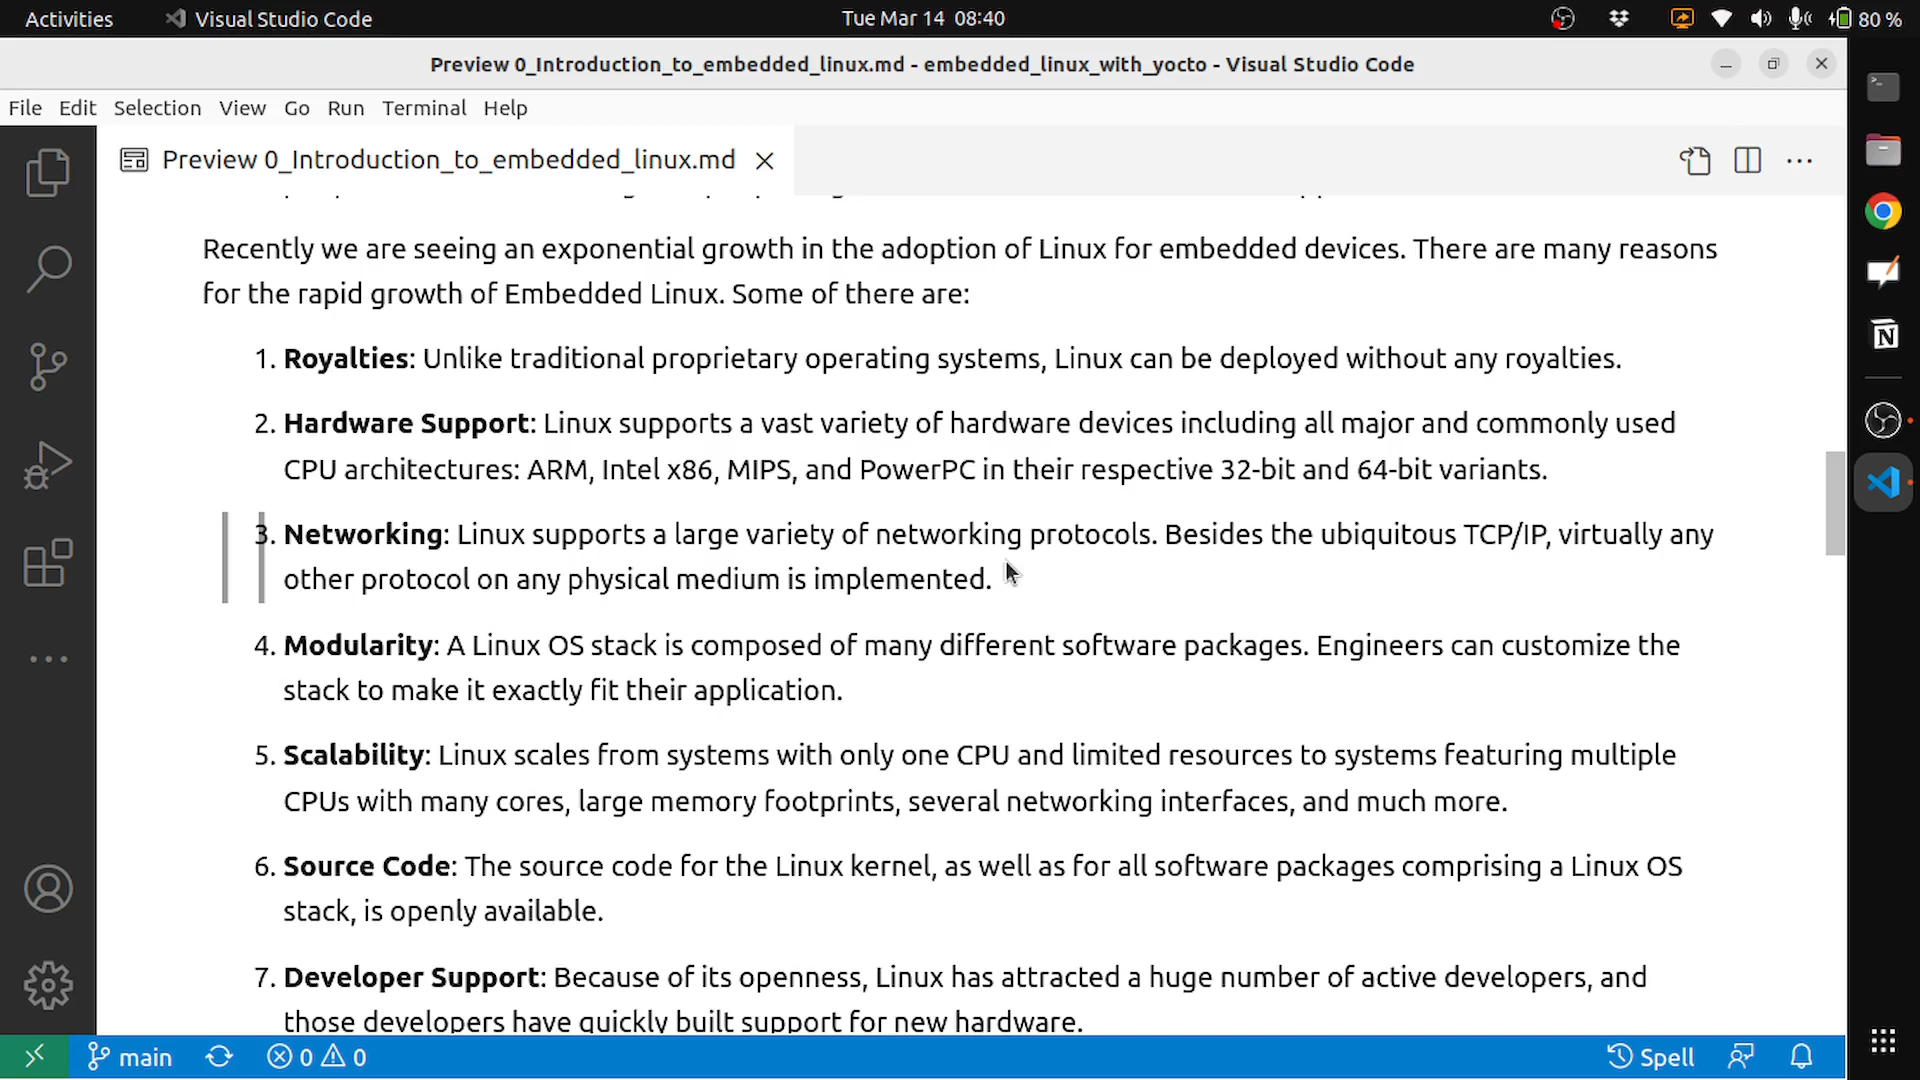 Activities Visual Studio Code Tue Mar 14 08:40 80 %
Preview 0_Introduction_to_embedded_linux.md - embedded_linux_with_yocto - Visual Studio Code
File Edit Selection View Go Run Terminal Help
Preview 0_Introduction_to_embedded_linux.md
Recently we are seeing an exponential growth in the adoption of Linux for embedded devices. There are many reasons
for the rapid growth of Embedded Linux. Some of there are:
1. Royalties: Unlike traditional proprietary operating systems, Linux can be deployed without any royalties.
2. Hardware Support: Linux supports a vast variety of hardware devices including all major and commonly used
CPU architectures: ARM, Intel x86, MIPS, and PowerPC in their respective 32-bit and 64-bit variants.
3. Networking: Linux supports a large variety of networking protocols. Besides the ubiquitous TCP/IP, virtually any
other protocol on any physical medium is implemented.
4. Modularity: A Linux OS stack is composed of many different software packages. Engineers can customize the
stack to make it exactly fit their application.
5. Scalability: Linux scales from systems with only one CPU and limited resources to systems featuring multiple
CPUs with many cores, large memory footprints, several networking interfaces, and much more.
6. Source Code: The source code for the Linux kernel, as well as for all software packages comprising a Linux OS
stack, is openly available.
7. Developer Support: Because of its openness, Linux has attracted a huge number of active developers, and
those developers have quickly built support for new hardware.
main 0 0 Spell